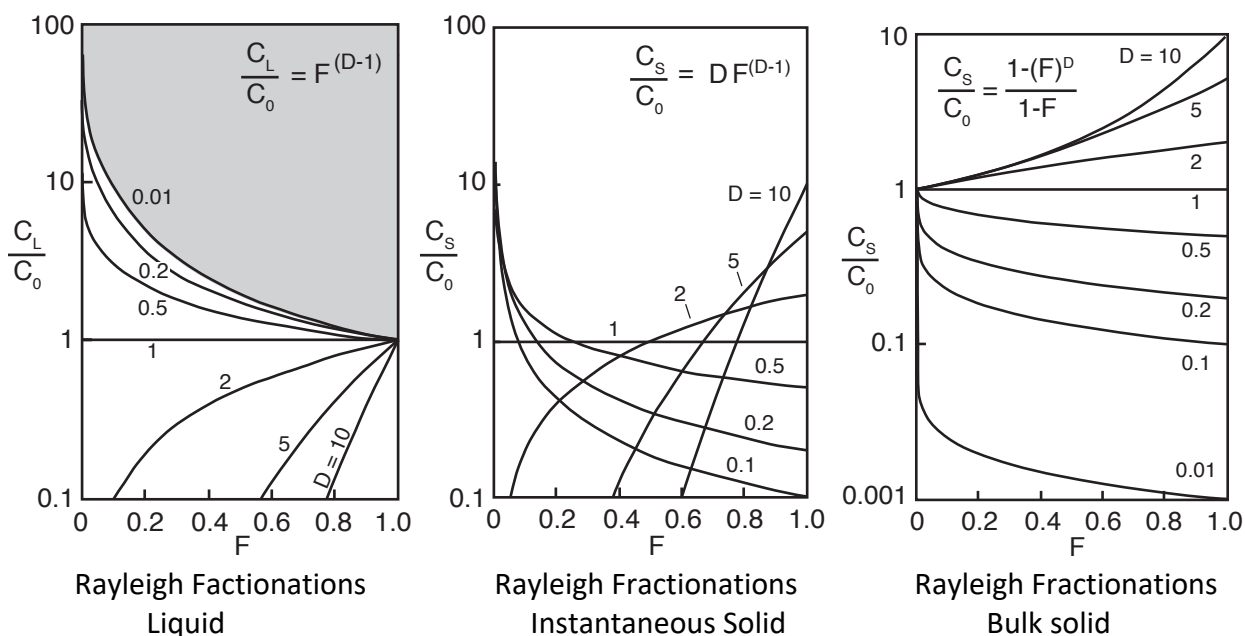 100
10
1
0.1
C_L
C_0
C_L/C_0 = F^(D-1)
0.01
0.2
0.5
1
2
5
D = 10
0 0.2 0.4 0.6 0.8 1.0
F
Rayleigh Factionations
Liquid
100
10
1
0.1
C_S
C_0
C_S/C_0 = D F^(D-1)
D = 10
5
2
1
0.5
0.2
0.1
0 0.2 0.4 0.6 0.8 1.0
F
Rayleigh Fractionations
Instantaneous Solid
10
1
0.1
0.001
C_S
C_0
C_S/C_0 = 1-(F)^D/1-F
D = 10
5
2
1
0.5
0.2
0.1
0.01
0 0.2 0.4 0.6 0.8 1.0
F
Rayleigh Fractionations
Bulk solid